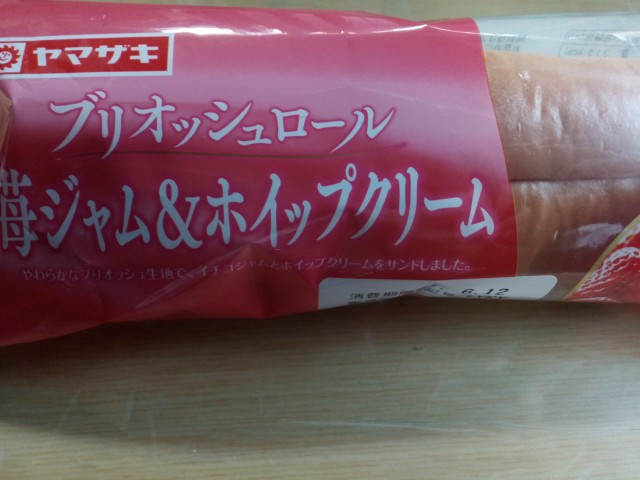 ヤマザキ
ブリオッシュロール
苺ジャム&ホイップクリーム
やわらかなブリオッシュ生地で、イチゴジャムとホイップクリームをサンドしました。
消費期限
6.12